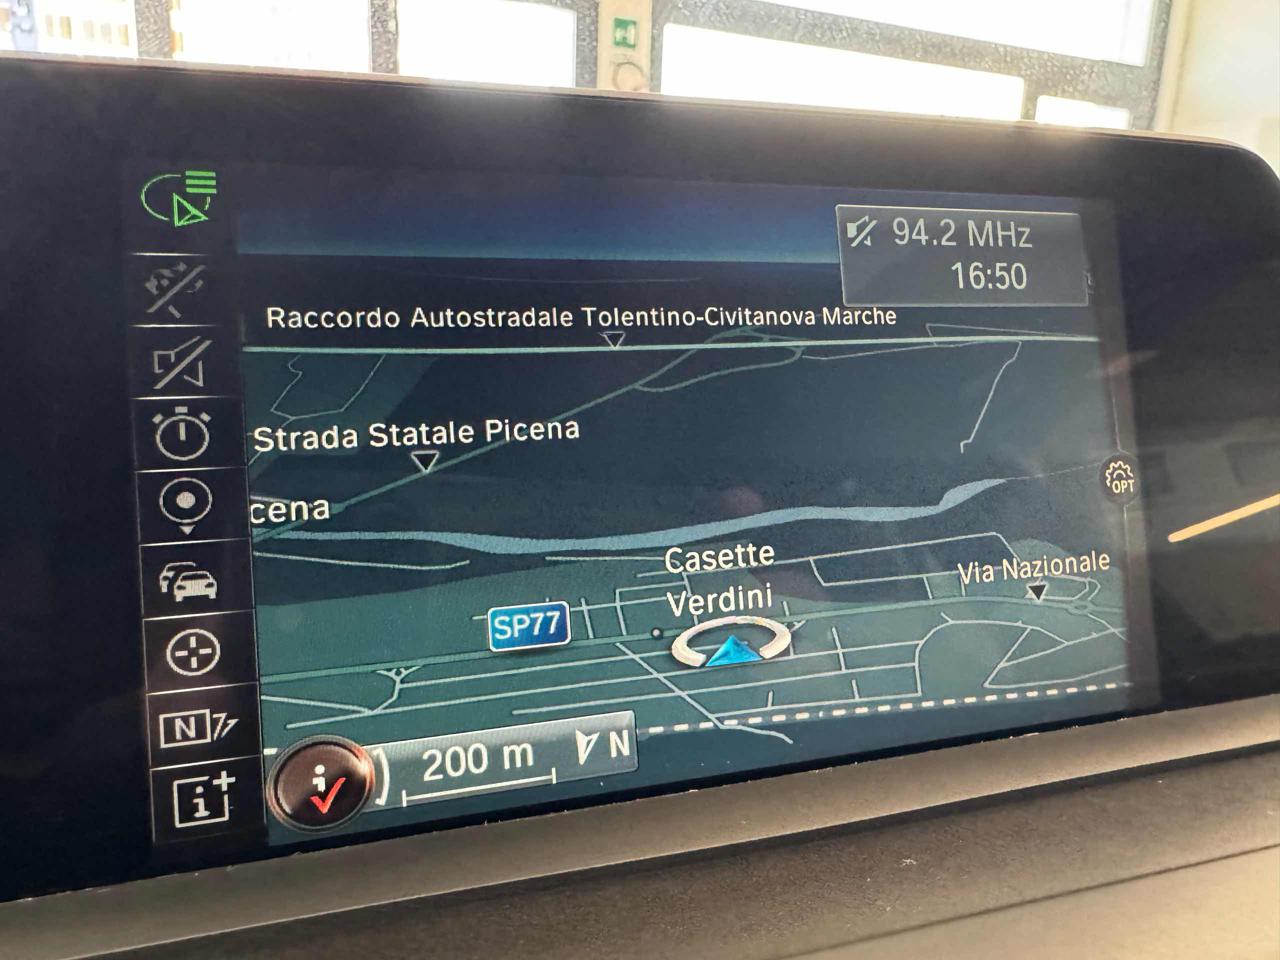 94.2 MHz
16:50
Raccordo Autostradale Tolentino-Civitanova Marche
Strada Statale Picena
cena
OPT
Casette
Verdini
Via Nazionale
SP77
N
200 m
N
i
i+